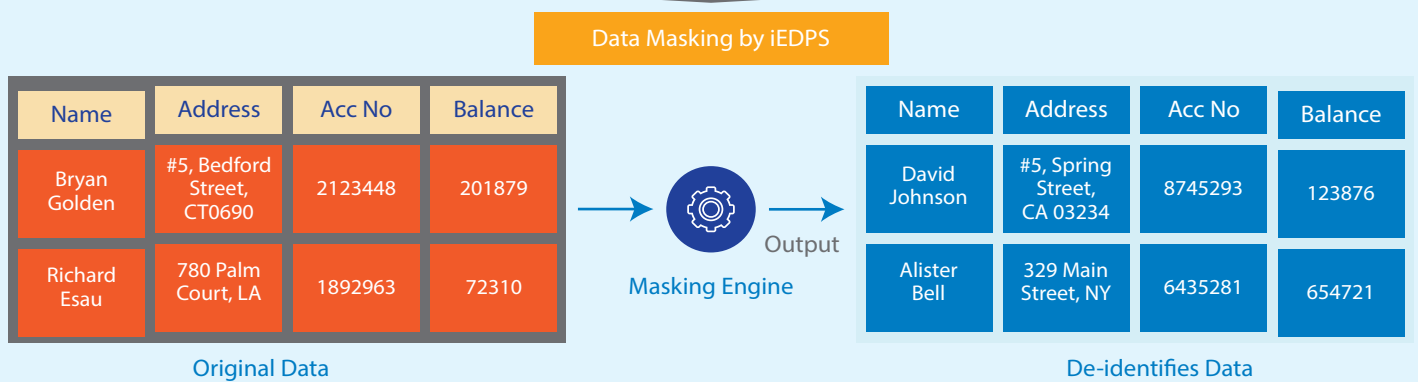 Data Masking by iEDPS
Name
Address
Acc No
Balance
Bryan
Golden
#5, Bedford
Street,
CT0690
2123448
201879
Richard
Esau
780 Palm
Court, LA
1892963
72310
Original Data
Masking Engine
Output
Name
Address
Acc No
Balance
David
Johnson
#5, Spring
Street,
CA 03234
8745293
123876
Alister
Bell
329 Main
Street, NY
6435281
654721
De-identifies Data